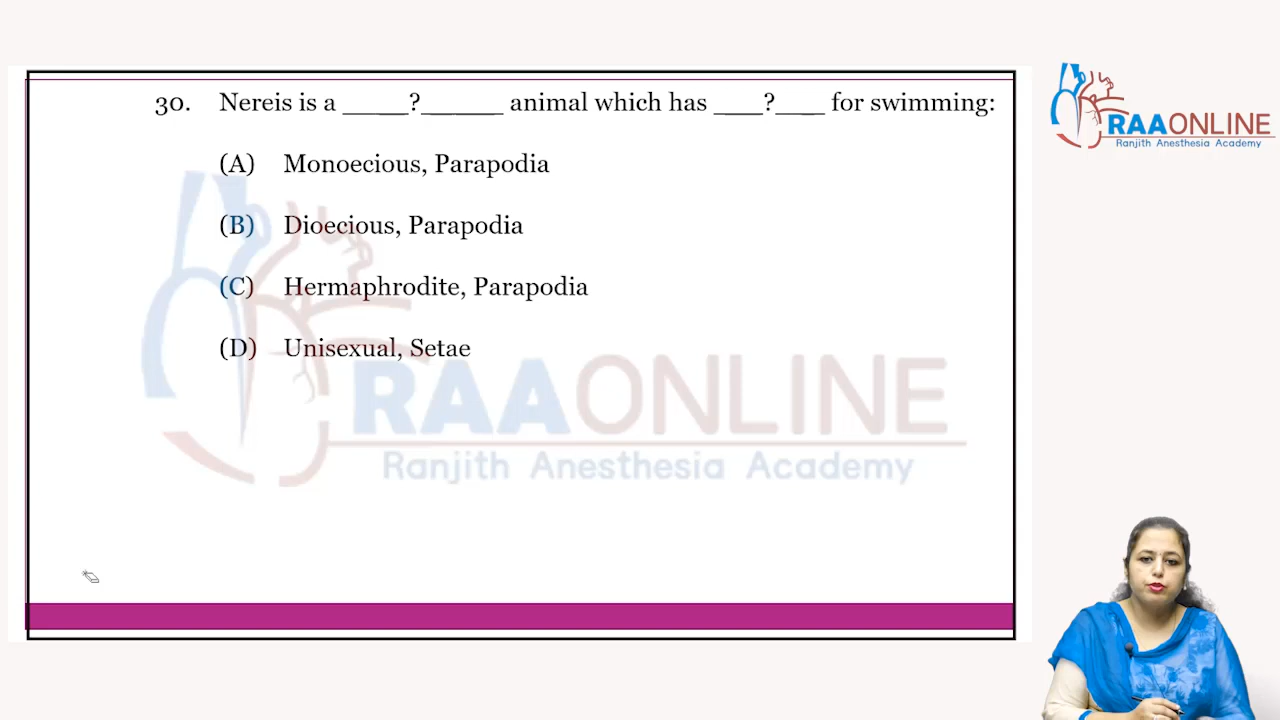 30. Nereis is a _____?______ animal which has ____?____ for swimming:
(A) Monoecious, Parapodia
(B) Dioecious, Parapodia
(C) Hermaphrodite, Parapodia
(D) Unisexual, Setae
RAAONLINE
Ranjith Anesthesia Academy
RAAONLINE
Ranjith Anesthesia Academy